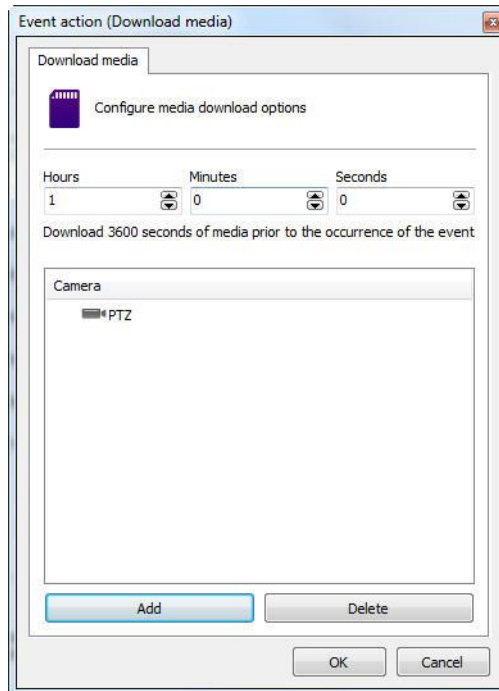 Event action (Download media)
Download media
Configure media download options
Hours Minutes Seconds
1 0 0
Download 3600 seconds of media prior to the occurrence of the event
Camera
PTZ
Add Delete
OK Cancel